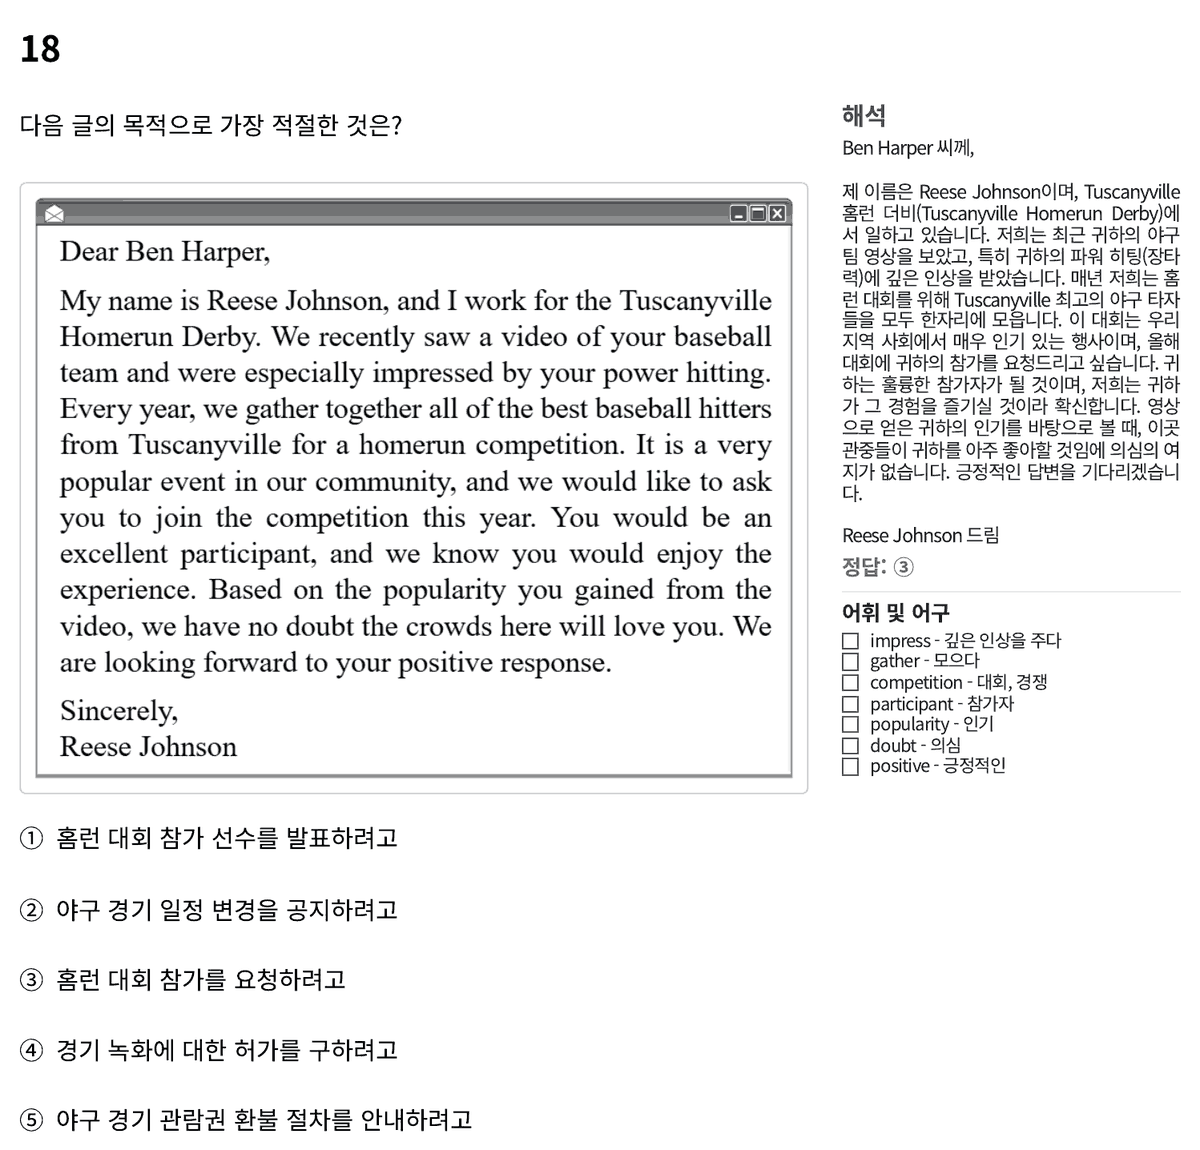 18
다음 글의 목적으로 가장 적절한 것은?
Dear Ben Harper,
My name is Reese Johnson, and I work for the Tuscanyville
Homerun Derby. We recently saw a video of your baseball
team and were especially impressed by your power hitting.
Every year, we gather together all of the best baseball hitters
from Tuscanyville for a homerun competition. It is a very
popular event in our community, and we would like to ask
you to join the competition this year. You would be an
excellent participant, and we know you would enjoy the
experience. Based on the popularity you gained from the
video, we have no doubt the crowds here will love you. We
are looking forward to your positive response.
Sincerely,
Reese Johnson
① 홈런 대회 참가 선수를 발표하려고
② 야구 경기 일정 변경을 공지하려고
③ 홈런 대회 참가를 요청하려고
④ 경기 녹화에 대한 허가를 구하려고
⑤ 야구 경기 관람권 환불 절차를 안내하려고
해석
Ben Harper 씨께,
제 이름은 Reese Johnson이며, Tuscanyville
홈런 더비(Tuscanyville Homerun Derby)에
서 일하고 있습니다. 저희는 최근 귀하의 야구
팀 영상을 보았고, 특히 귀하의 파워 히팅(장타
력)에 깊은 인상을 받았습니다. 매년 저희는 홈
런 대회를 위해 Tuscanyville 최고의 야구 타자
들을 모두 한자리에 모읍니다. 이 대회는 우리
지역 사회에서 매우 인기 있는 행사이며, 올해
대회에 귀하의 참가를 요청드리고 싶습니다. 귀
하는 훌륭한 참가자가 될 것이며, 저희는 귀하
가 그 경험을 즐기실 것이라 확신합니다. 영상
으로 얻은 귀하의 인기를 바탕으로 볼 때, 이곳
관중들이 귀하를 아주 좋아할 것임에 의심의 여
지가 없습니다. 긍정적인 답변을 기다리겠습니
다.
Reese Johnson 드림
정답: ③
어휘 및 어구
impress - 깊은 인상을 주다
gather - 모으다
competition - 대회, 경쟁
participant - 참가자
popularity - 인기
doubt - 의심
positive - 긍정적인